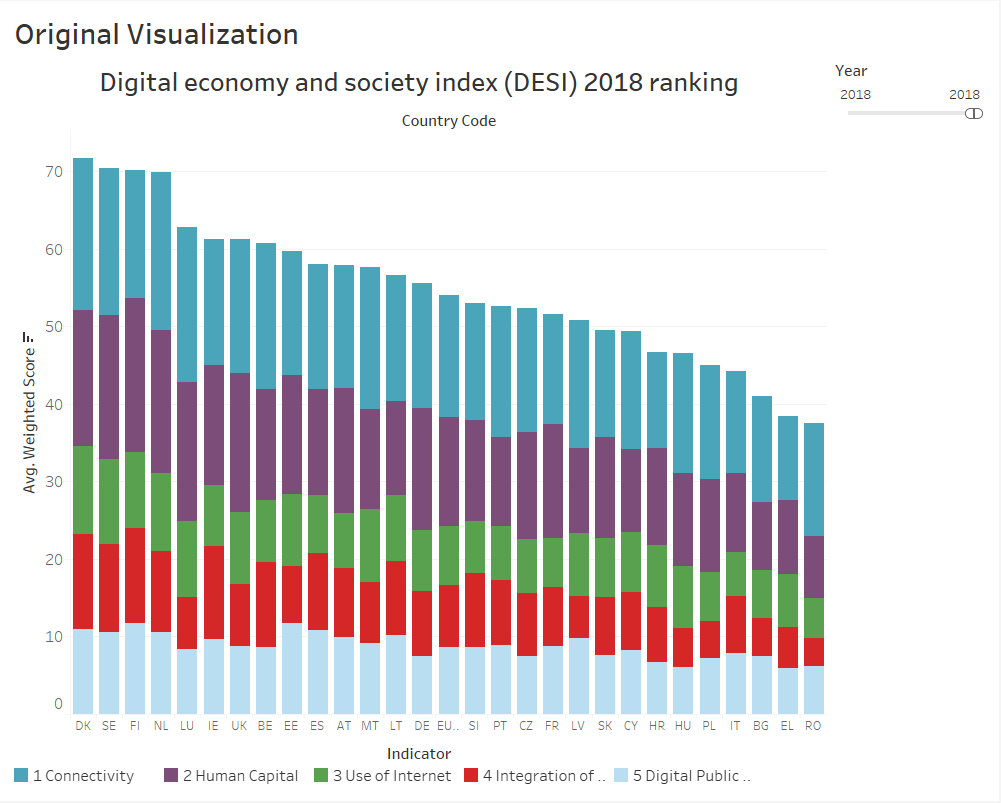 Original Visualization
Digital economy and society index (DESI) 2018 ranking
Year
2018 2018
Country Code
70
60
50
40
30
20
10
0
Avg. Weighted Score
DK SE FI NL LU IE UK BE EE ES AT MT LT DE EU.. SI PT CZ FR LV SK CY HR HU PL IT BG EL RO
Indicator
1 Connectivity 2 Human Capital 3 Use of Internet 4 Integration of .. 5 Digital Public ..